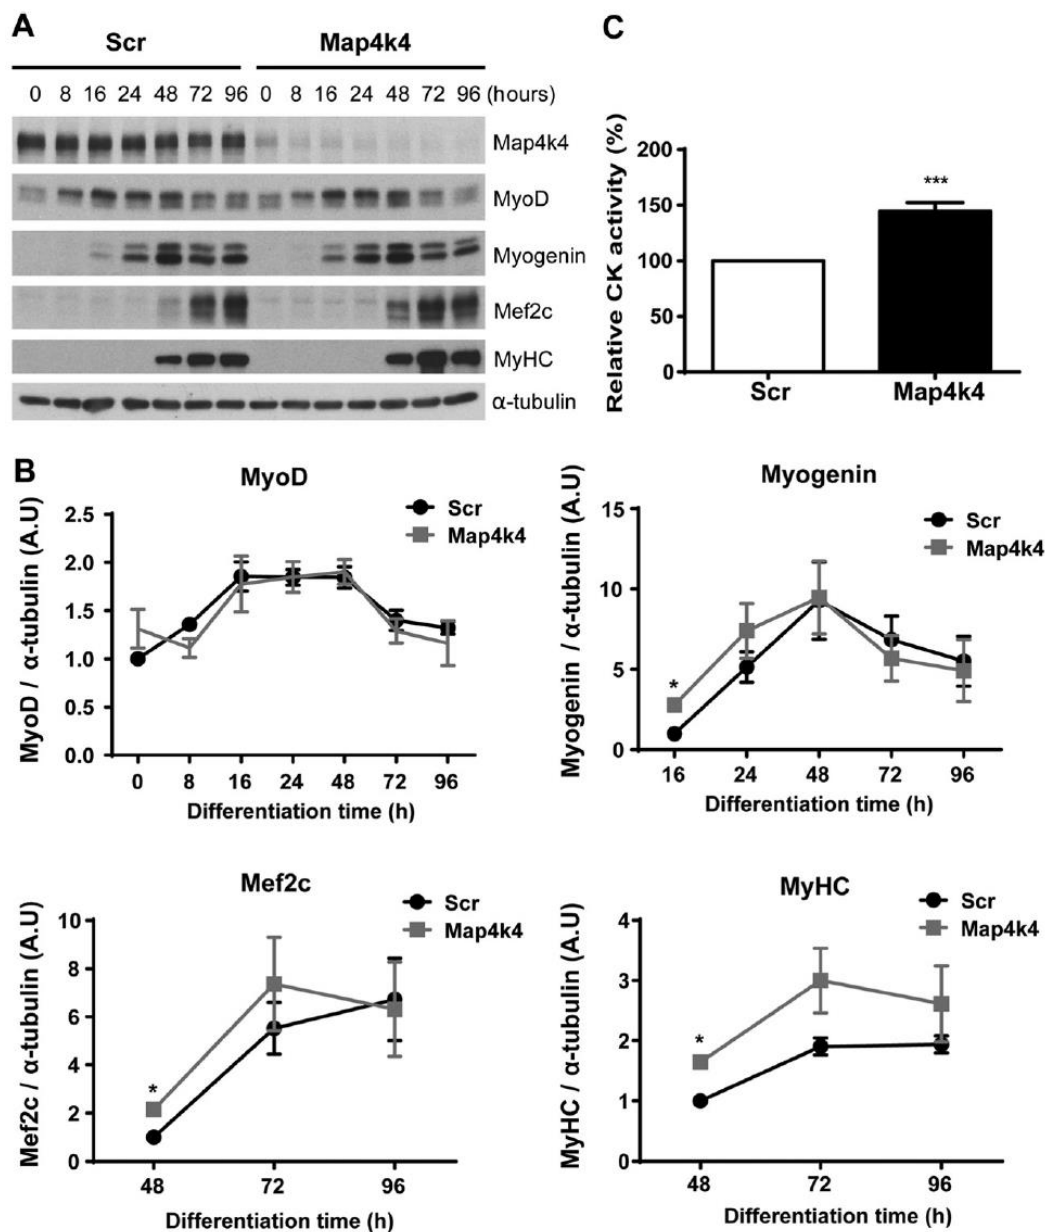 A
Scr Map4k4
0 8 16 24 48 72 96 0 8 16 24 48 72 96 (hours)
Map4k4
MyoD
Myogenin
Mef2c
MyHC
α-tubulin
C
Relative CK activity (%)
200
150
100
50
0
***
Scr Map4k4
B
MyoD
Scr
Map4k4
MyoD / α-tubulin (A.U)
2.5
2.0
1.5
1.0
0.5
0.0
0 8 16 24 48 72 96
Differentiation time (h)
Myogenin
Scr
Map4k4
Myogenin / α-tubulin (A.U)
15
10
5
0
*
16 24 48 72 96
Differentiation time (h)
Mef2c
Scr
Map4k4
Mef2c / α-tubulin (A.U)
10
8
6
4
2
0
*
48 72 96
Differentiation time (h)
MyHC
Scr
Map4k4
MyHC / α-tubulin (A.U)
4
3
2
1
0
*
48 72 96
Differentiation time (h)